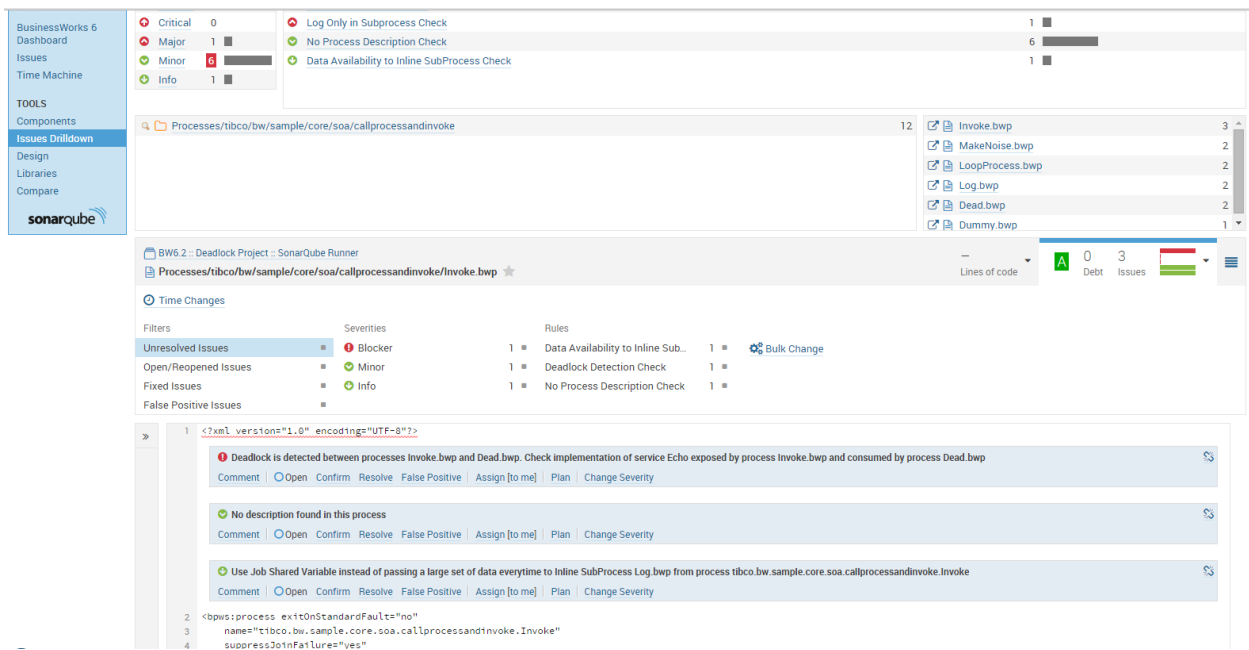 BusinessWorks 6
Dashboard
Issues
Time Machine
TOOLS
Components
Issues Drilldown
Design
Libraries
Compare
sonarqube
Critical 0
Major 1
Minor 6
Info 1
Log Only in Subprocess Check 1
No Process Description Check 6
Data Availability to Inline SubProcess Check 1
Processes/tibco/bw/sample/core/soa/callprocessandinvoke 12
Invoke.bwp 3
MakeNoise.bwp 2
LoopProcess.bwp 2
Log.bwp 2
Dead.bwp 2
Dummy.bwp 1
BW6.2 :: Deadlock Project :: SonarQube Runner
Processes/tibco/bw/sample/core/soa/callprocessandinvoke/Invoke.bwp
–
Lines of code
A
0
Debt
3
Issues
Time Changes
Filters
Unresolved Issues
Open/Reopened Issues
Fixed Issues
False Positive Issues
Severities
Blocker 1
Minor 1
Info 1
Rules
Data Availability to Inline Sub... 1
Deadlock Detection Check 1
No Process Description Check 1
Bulk Change
»
1 <?xml version="1.0" encoding="UTF-8"?>
Deadlock is detected between processes Invoke.bwp and Dead.bwp. Check implementation of service Echo exposed by process Invoke.bwp and consumed by process Dead.bwp
Comment Open Confirm Resolve False Positive Assign [to me] Plan Change Severity
No description found in this process
Comment Open Confirm Resolve False Positive Assign [to me] Plan Change Severity
Use Job Shared Variable instead of passing a large set of data everytime to Inline SubProcess Log.bwp from process tibco.bw.sample.core.soa.callprocessandinvoke.Invoke
Comment Open Confirm Resolve False Positive Assign [to me] Plan Change Severity
2 <bpws:process exitOnStandardFault="no"
3 name="tibco.bw.sample.core.soa.callprocessandinvoke.Invoke"
4 suppressJoinFailure="yes"